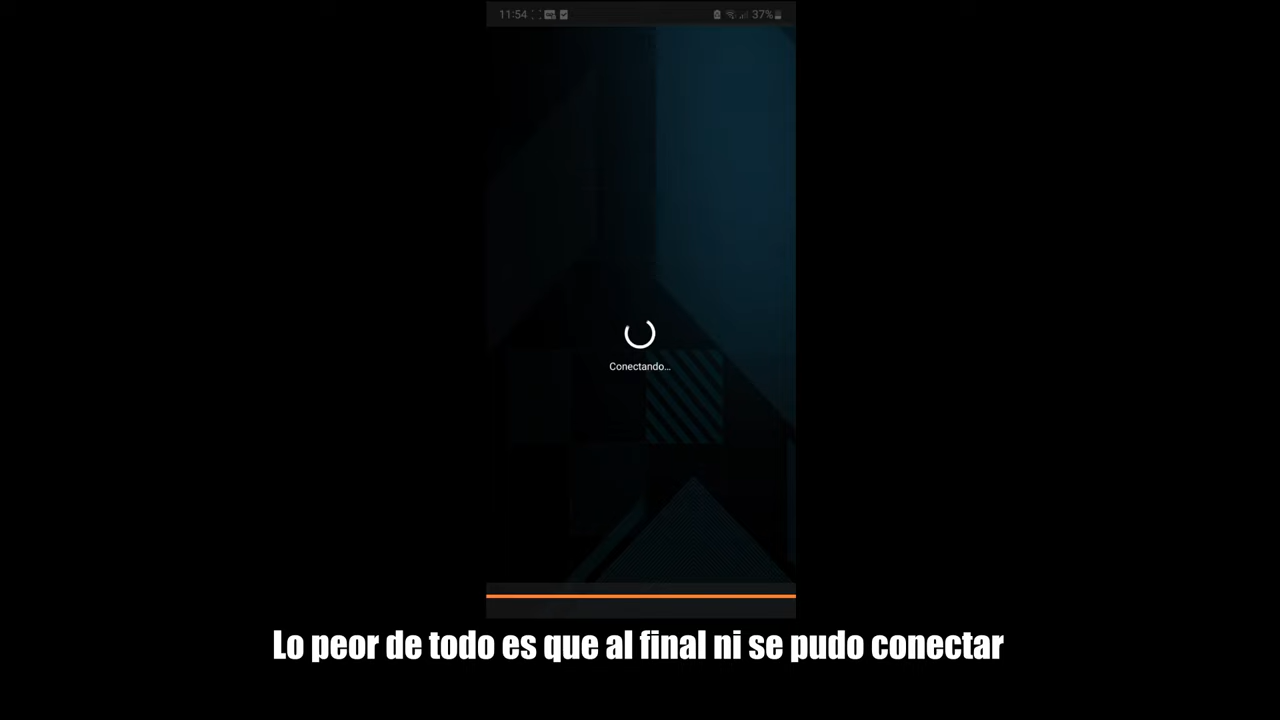 11:54
37%
Conectando...
Lo peor de todo es que al final ni se pudo conectar